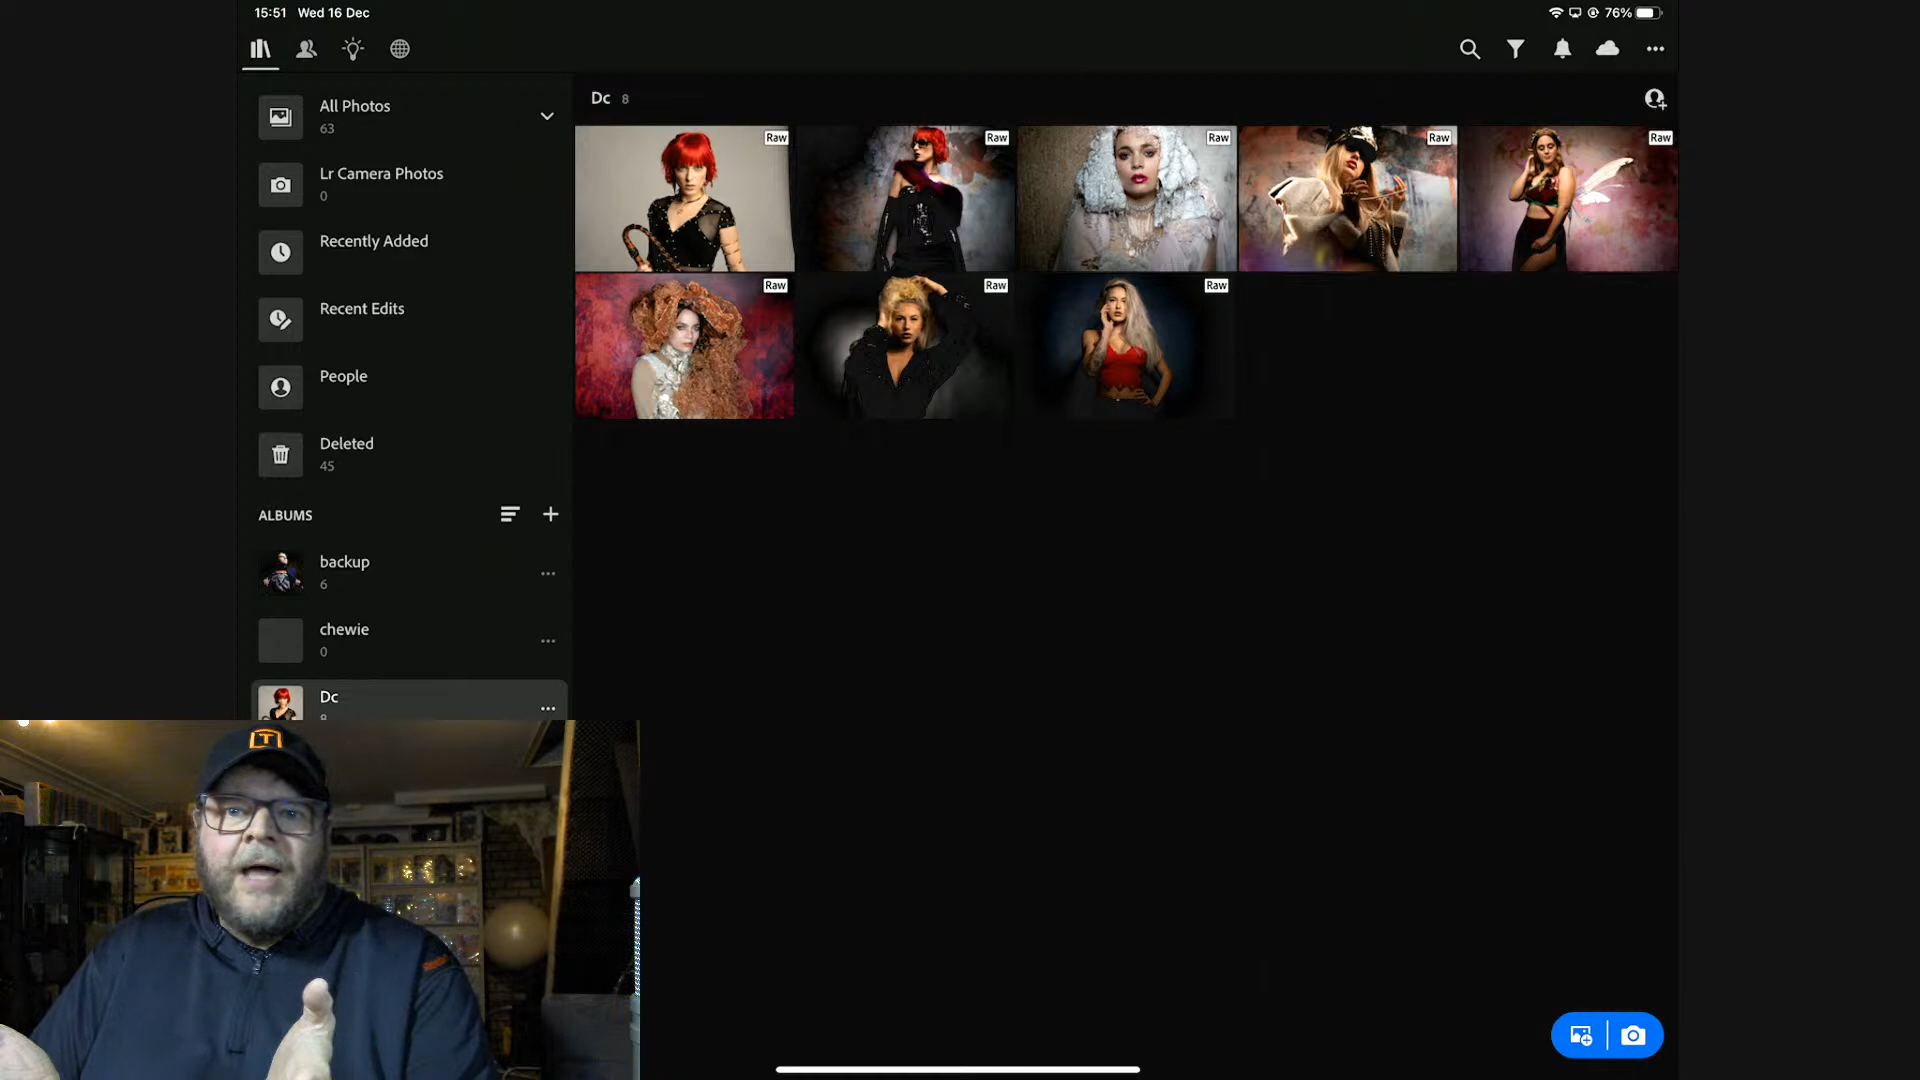 15:51 Wed 16 Dec
76%
All Photos
63
Lr Camera Photos
0
Recently Added
Recent Edits
People
Deleted
45
ALBUMS
backup
6
chewie
0
Dc
8
Dc 8
Raw
Raw
Raw
Raw
Raw
Raw
Raw
Raw
T